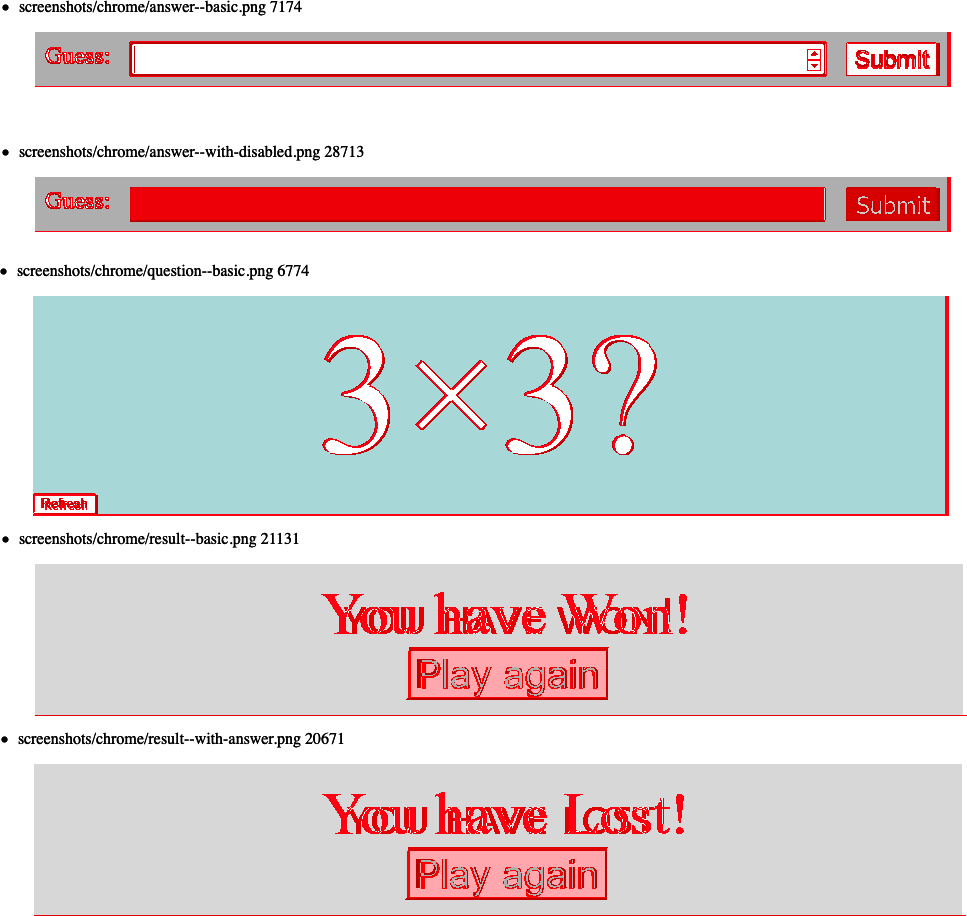 screenshots/chrome/answer--basic.png 7174
Guess: Submit
screenshots/chrome/answer--with-disabled.png 28713
Guess: Submit
screenshots/chrome/question--basic.png 6774
3×3?
Refresh
screenshots/chrome/result--basic.png 21131
You have Won!
Play again
screenshots/chrome/result--with-answer.png 20671
You have Lost!
Play again